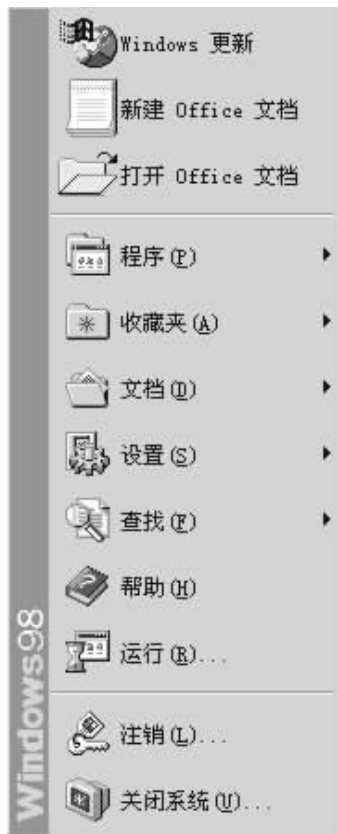 Windows 更新
新建 Office 文档
打开 Office 文档
程序(P)
收藏夹(A)
文档(D)
设置(S)
查找(F)
帮助(H)
运行(R)...
注销(L)...
关闭系统(U)...
Windows98